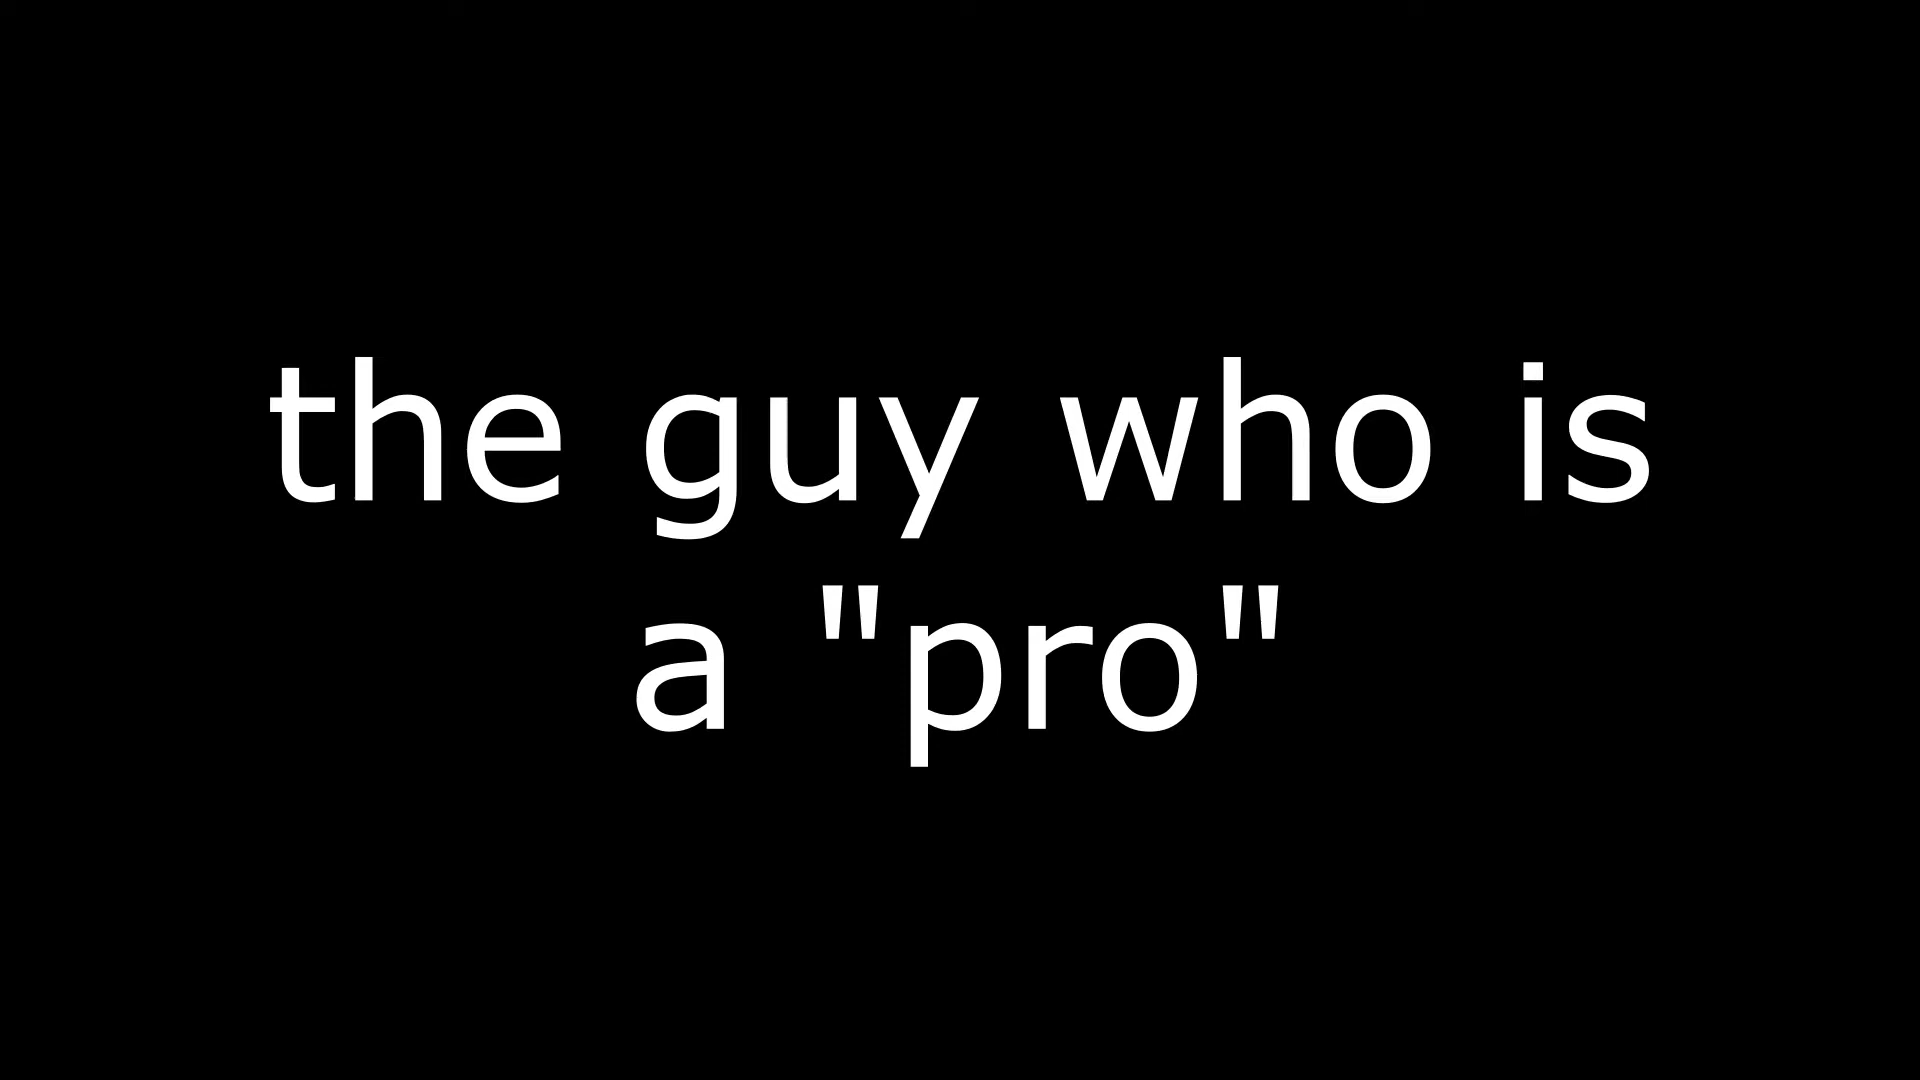 the guy who is
a "pro"